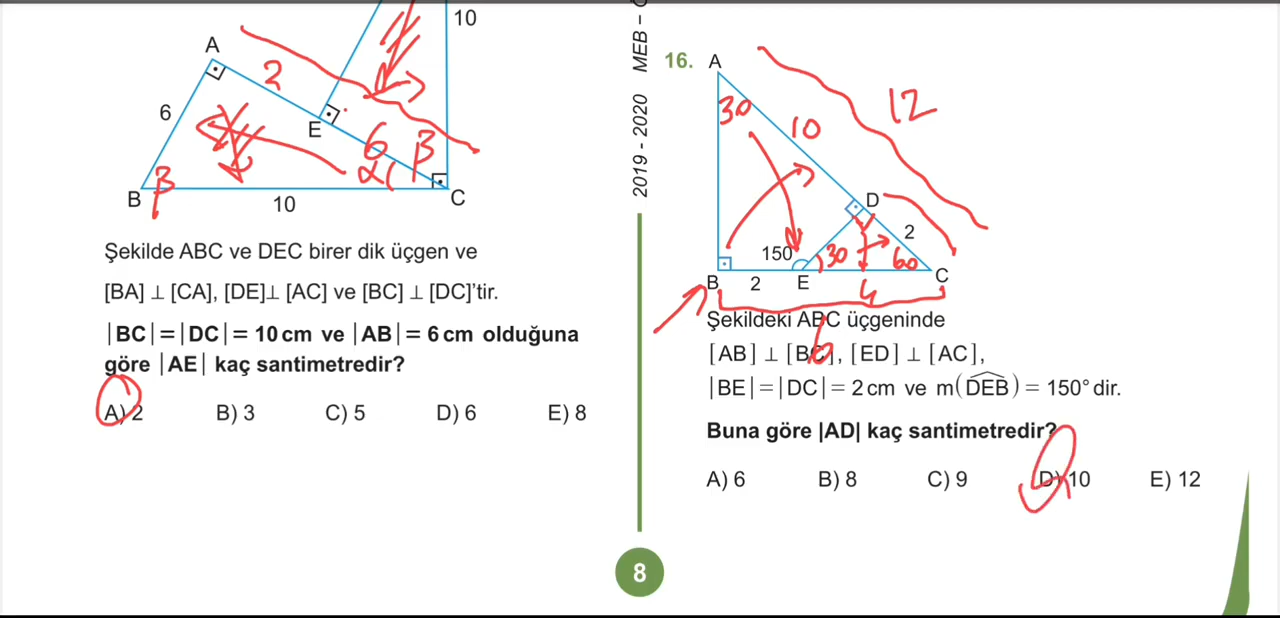 10
A
2
6
E
6
β
α
β
B
10
C
Şekilde ABC ve DEC birer dik üçgen ve
[BA] ⊥ [CA], [DE]⊥ [AC] ve [BC] ⊥ [DC]'tir.
|BC|=|DC|= 10 cm ve |AB|= 6 cm olduğuna
göre |AE| kaç santimetredir?
A) 2 B) 3 C) 5 D) 6 E) 8
2019 - 2020 MEB -
8
16. A
30
10
12
D
2
150
30
60
B 2 E 4 C
6
Şekildeki ABC üçgeninde
[AB] ⊥ [BC], [ED] ⊥ [AC],
|BE|=|DC|= 2 cm ve m(DEB) = 150° dir.
Buna göre |AD| kaç santimetredir?
A) 6 B) 8 C) 9 D) 10 E) 12